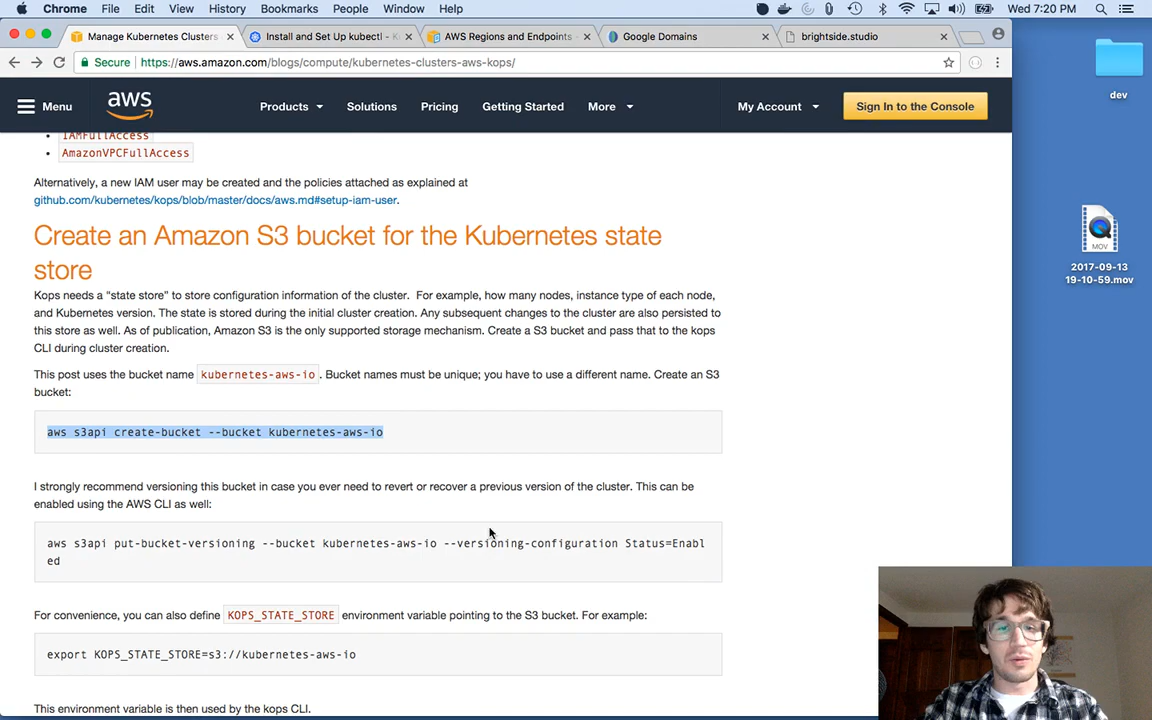 Chrome File Edit View History Bookmarks People Window Help Wed 7:20 PM
Manage Kubernetes Clusters Install and Set Up kubectl - K AWS Regions and Endpoints - Google Domains brightside.studio
Secure https://aws.amazon.com/blogs/compute/kubernetes-clusters-aws-kops/
Menu aws Products Solutions Pricing Getting Started More My Account Sign In to the Console
dev
IAMFullAccess
AmazonVPCFullAccess
Alternatively, a new IAM user may be created and the policies attached as explained at
github.com/kubernetes/kops/blob/master/docs/aws.md#setup-iam-user.
Create an Amazon S3 bucket for the Kubernetes state
store
MOV
2017-09-13
19-10-59.mov
Kops needs a “state store” to store configuration information of the cluster. For example, how many nodes, instance type of each node,
and Kubernetes version. The state is stored during the initial cluster creation. Any subsequent changes to the cluster are also persisted to
this store as well. As of publication, Amazon S3 is the only supported storage mechanism. Create a S3 bucket and pass that to the kops
CLI during cluster creation.
This post uses the bucket name kubernetes-aws-io. Bucket names must be unique; you have to use a different name. Create an S3
bucket:
aws s3api create-bucket --bucket kubernetes-aws-io
I strongly recommend versioning this bucket in case you ever need to revert or recover a previous version of the cluster. This can be
enabled using the AWS CLI as well:
aws s3api put-bucket-versioning --bucket kubernetes-aws-io --versioning-configuration Status=Enabl
ed
For convenience, you can also define KOPS_STATE_STORE environment variable pointing to the S3 bucket. For example:
export KOPS_STATE_STORE=s3://kubernetes-aws-io
This environment variable is then used by the kops CLI.